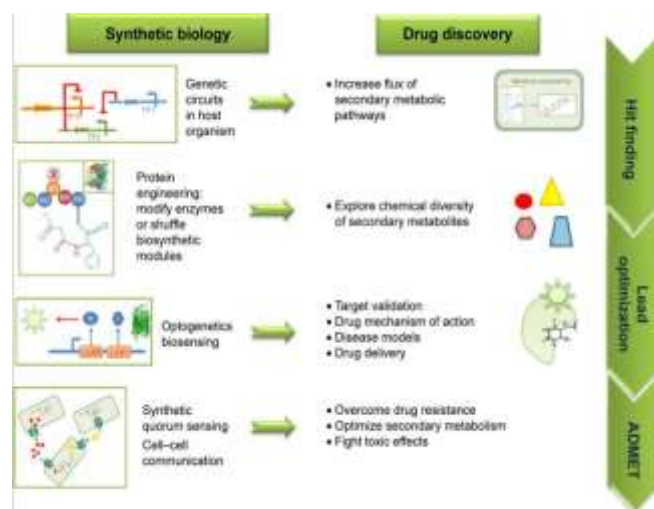 Synthetic biology
Drug discovery
Genetic
circuits
in host
organism
• Increase flux of
secondary metabolic
pathways
Protein
engineering:
modify enzymes
or shuffle
biosynthetic
modules
• Explore chemical diversity
of secondary metabolites
Optogenetics
biosensing
• Target validation
• Drug mechanism of action
• Disease models
• Drug delivery
Synthetic
quorum sensing
Cell–cell
communication
• Overcome drug resistance
• Optimize secondary metabolism
• Fight toxic effects
Hit finding
Lead
optimization
ADMET